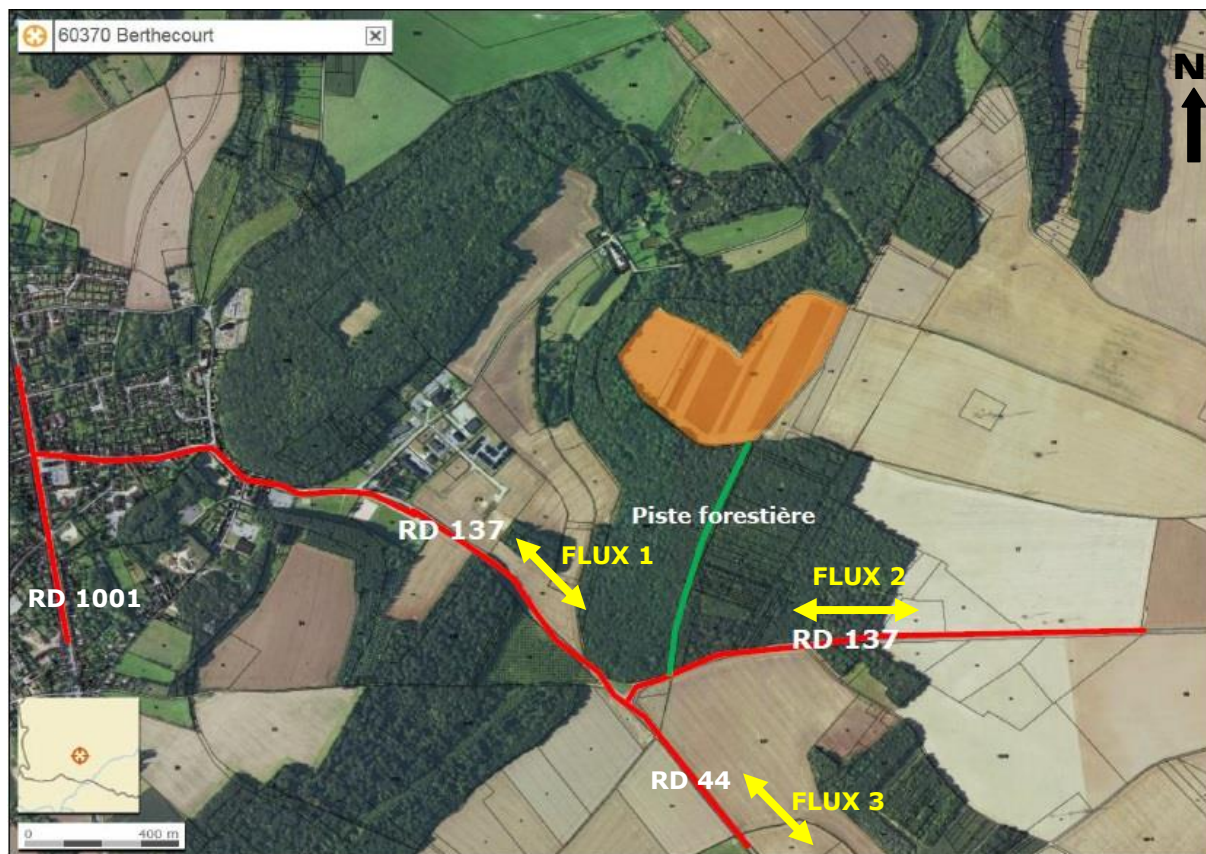 60370 Berthecourt
N
RD 137
FLUX 1
Piste forestière
RD 1001
FLUX 2
RD 137
RD 44
FLUX 3
0 400 m